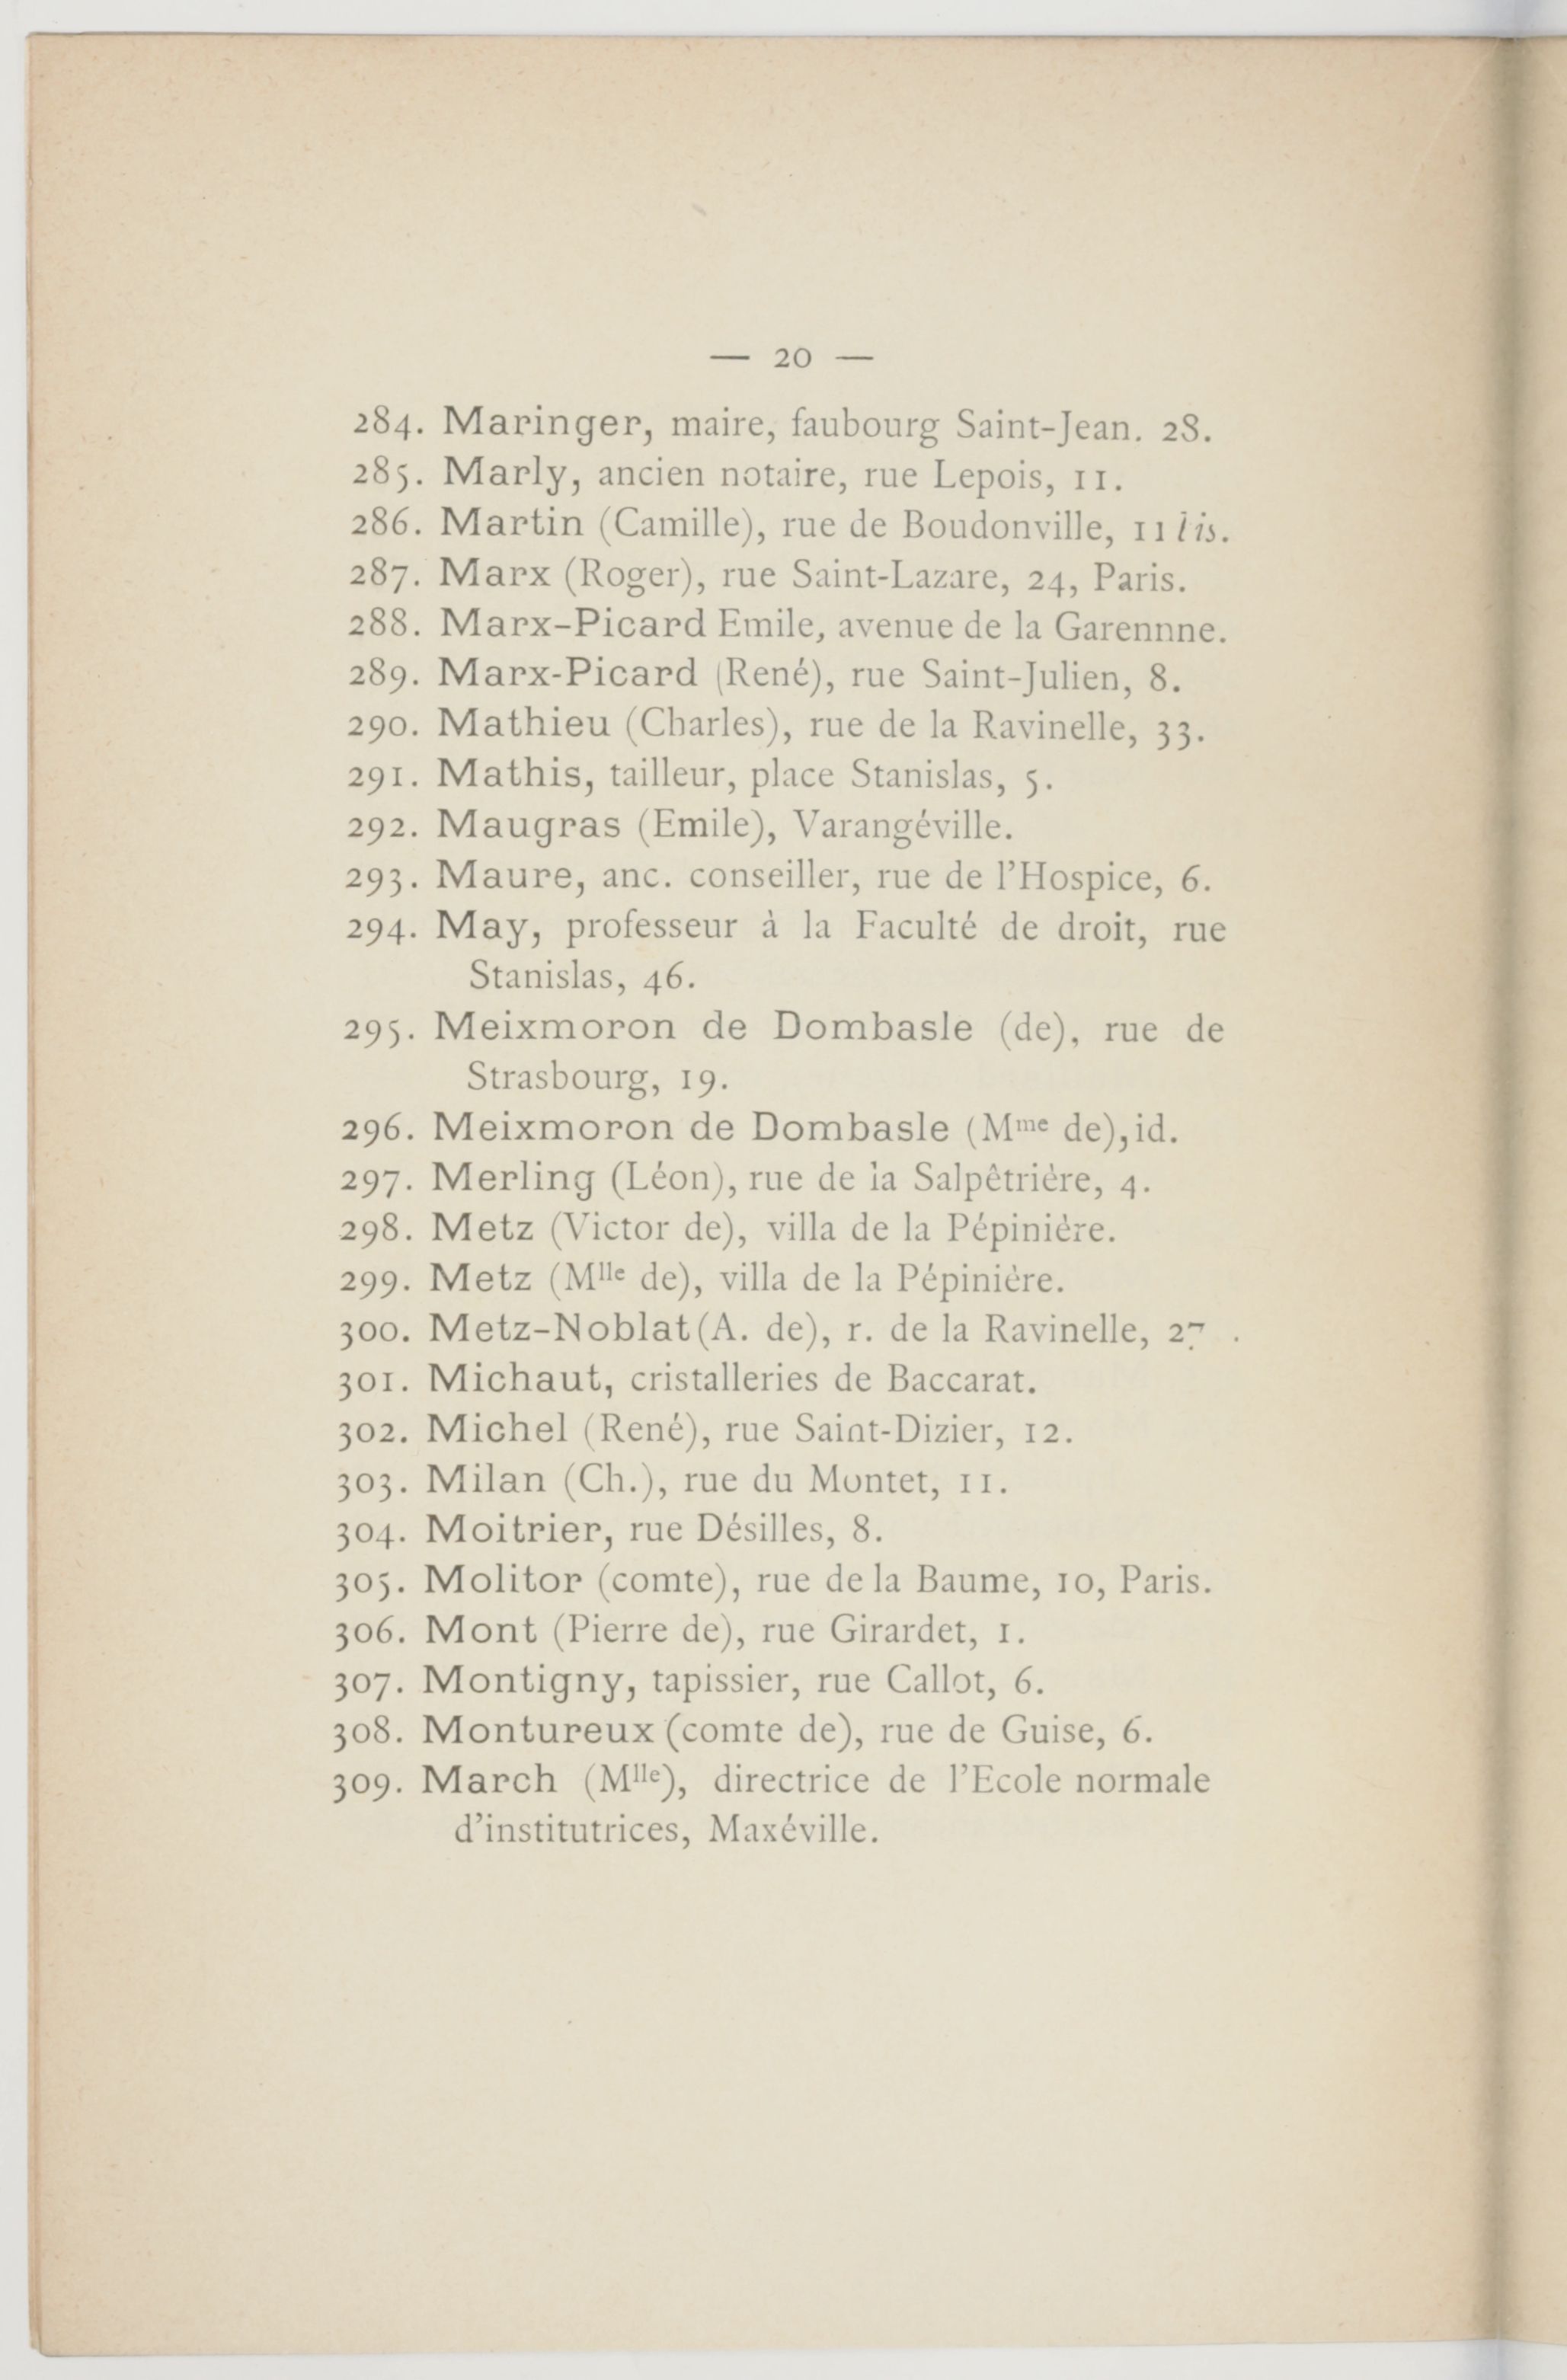 — 20 —
284. Maringer, maire, faubourg Saint-Jean. 28.
285. Marly, ancien notaire, rue Lepois, 11.
286. Martin (Camille), rue de Boudonville, 11 bis.
287. Marx (Roger), rue Saint-Lazare, 24, Paris.
288. Marx-Picard Emile, avenue de la Garennne.
289. Marx-Picard (René), rue Saint-Julien, 8.
290. Mathieu (Charles), rue de la Ravinelle, 33.
291. Mathis, tailleur, place Stanislas, 5.
292. Maugras (Emile), Varangéville.
293. Maure, anc. conseiller, rue de l'Hospice, 6.
294. May, professeur à la Faculté de droit, rue
Stanislas, 46.
295. Meixmoron de Dombasle (de), rue de
Strasbourg, 19.
296. Meixmoron de Dombasle (Mme de), id.
297. Merling (Léon), rue de la Salpêtrière, 4.
298. Metz (Victor de), villa de la Pépinière.
299. Metz (Mlle de), villa de la Pépinière.
300. Metz-Noblat (A. de), r. de la Ravinelle, 27.
301. Michaut, cristalleries de Baccarat.
302. Michel (René), rue Saint-Dizier, 12.
303. Milan (Ch.), rue du Montet, 11.
304. Moitrier, rue Désilles, 8.
305. Molitor (comte), rue de la Baume, 10, Paris.
306. Mont (Pierre de), rue Girardet, 1.
307. Montigny, tapissier, rue Callot, 6.
308. Montureux (comte de), rue de Guise, 6.
309. March (Mlle), directrice de l'Ecole normale
d'institutrices, Maxéville.